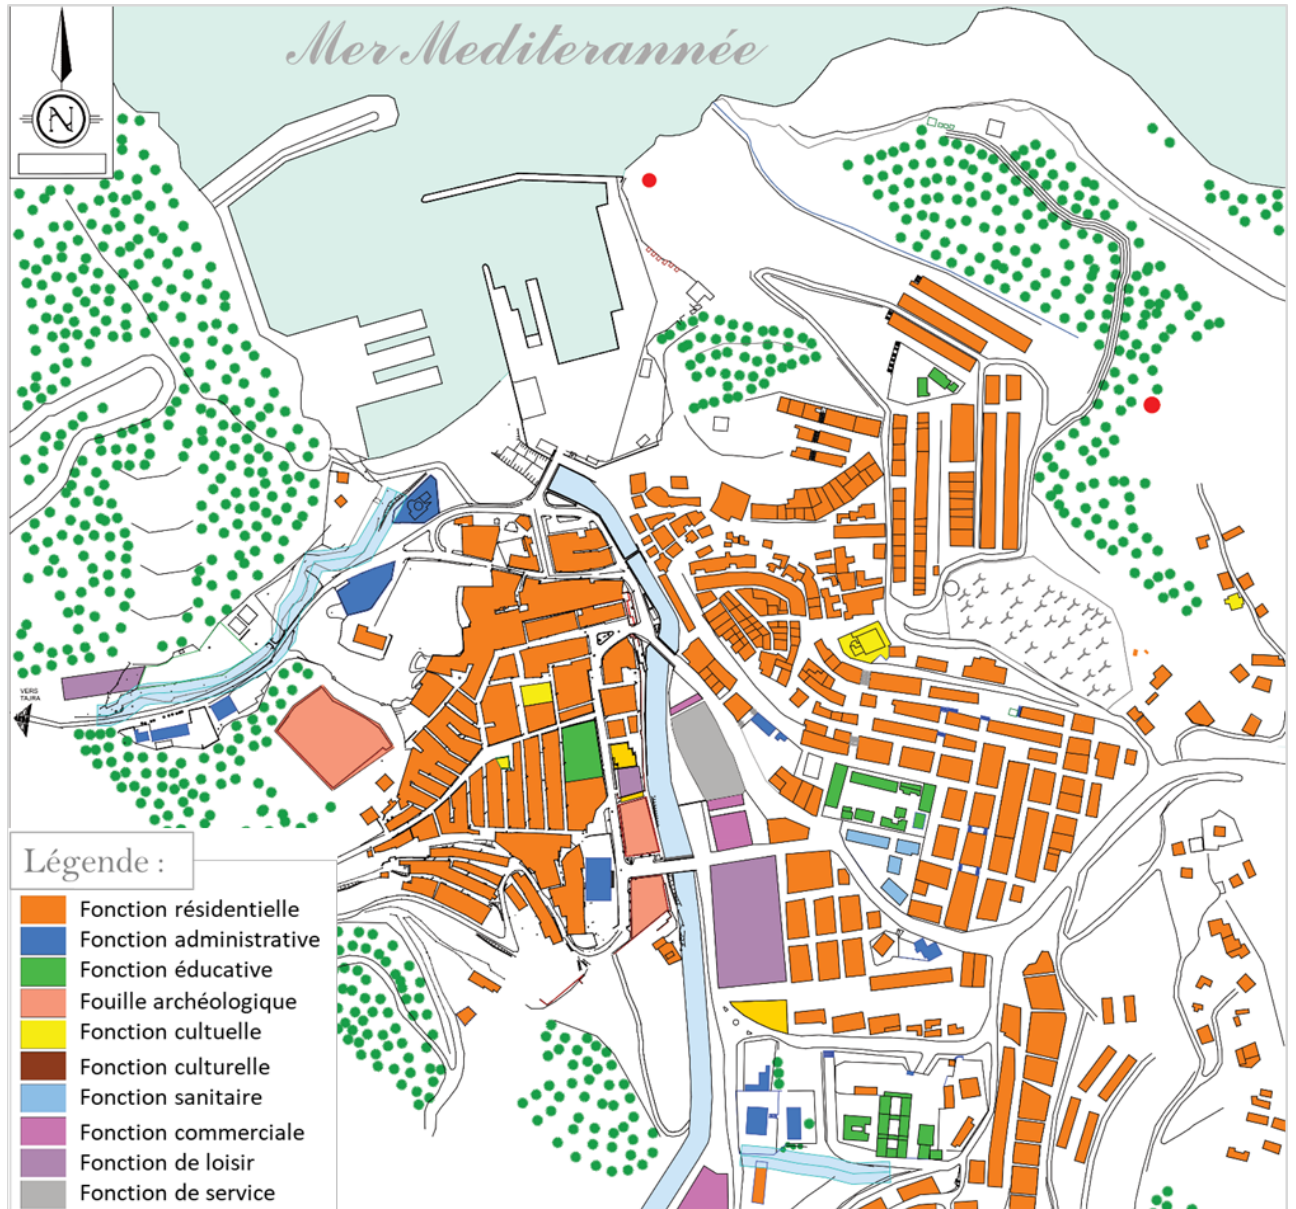 Mer Mediterannée
N
VERS
TAJRA
Légende :
Fonction résidentielle
Fonction administrative
Fonction éducative
Fouille archéologique
Fonction cultuelle
Fonction culturelle
Fonction sanitaire
Fonction commerciale
Fonction de loisir
Fonction de service